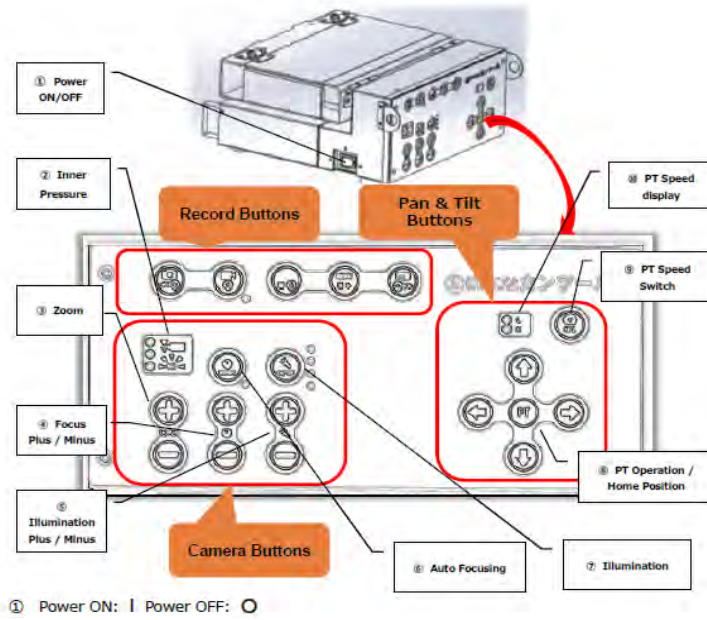 ① Power
ON/OFF
② Inner
Pressure
Record Buttons
Pan & Tilt
Buttons
⑩ PT Speed
display
⑨ PT Speed
Switch
③ Zoom
④ Focus
Plus / Minus
PT
⑧ PT Operation /
Home Position
⑤
Illumination
Plus / Minus
Camera Buttons
⑥ Auto Focusing
⑦ Illumination
① Power ON: I Power OFF: O